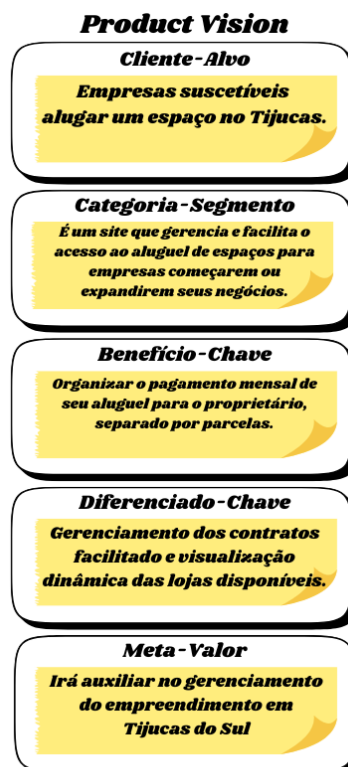 Product Vision
Cliente-Alvo
Empresas suscetíveis
alugar um espaço no Tijucas.
Categoria-Segmento
É um site que gerencia e facilita o
acesso ao aluguel de espaços para
empresas começarem ou
expandirem seus negócios.
Benefício-Chave
Organizar o pagamento mensal de
seu aluguel para o proprietário,
separado por parcelas.
Diferenciado-Chave
Gerenciamento dos contratos
facilitado e visualização
dinâmica das lojas disponíveis.
Meta-Valor
Irá auxiliar no gerenciamento
do empreendimento em
Tijucas do Sul